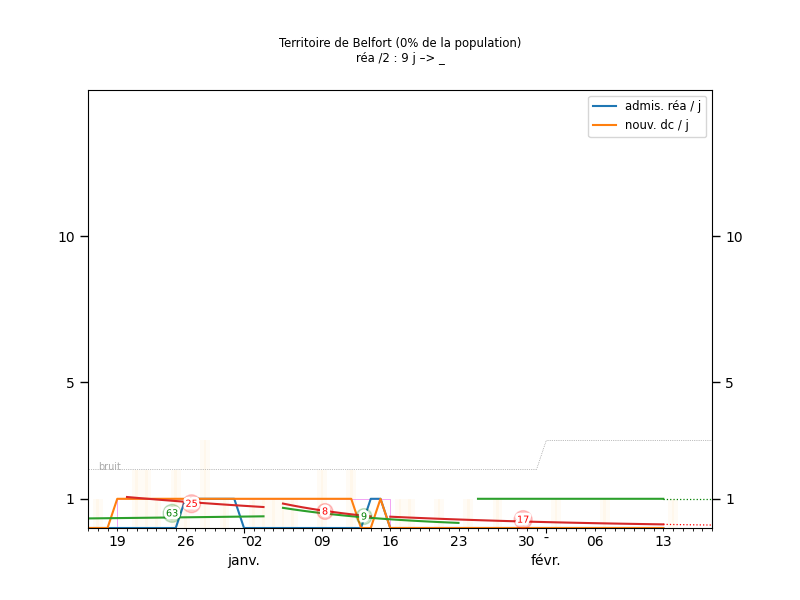 Territoire de Belfort (0% de la population)
réa /2 : 9 j –> _
admis. réa / j
nouv. dc / j
10
10
5
5
bruit
1
1
25
63
8
9
17
19
26
02
09
16
23
30
06
13
janv.
févr.